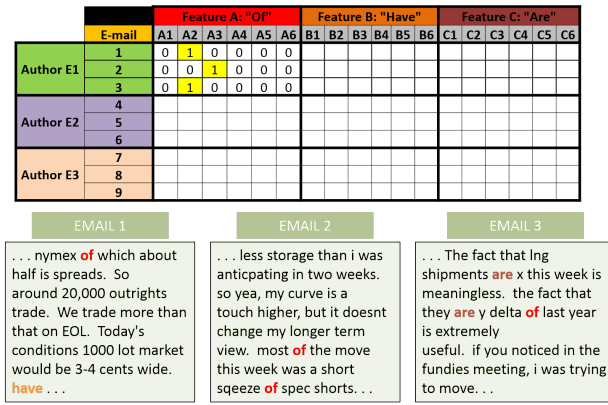 Feature A: "Of" Feature B: "Have" Feature C: "Are"
E-mail A1 A2 A3 A4 A5 A6 B1 B2 B3 B4 B5 B6 C1 C2 C3 C4 C5 C6
Author E1
1 0 1 0 0 0 0
2 0 0 1 0 0 0
3 0 1 0 0 0 0
Author E2
4
5
6
Author E3
7
8
9
EMAIL 1
. . . nymex of which about
half is spreads. So
around 20,000 outrights
trade. We trade more than
that on EOL. Today's
conditions 1000 lot market
would be 3-4 cents wide.
have . . .
EMAIL 2
. . . less storage than i was
anticpating in two weeks.
so yea, my curve is a
touch higher, but it doesnt
change my longer term
view. most of the move
this week was a short
sqeeze of spec shorts. . .
EMAIL 3
. . . The fact that lng
shipments are x this week is
meaningless. the fact that
they are y delta of last year
is extremely
useful. if you noticed in the
fundies meeting, i was trying
to move. . .